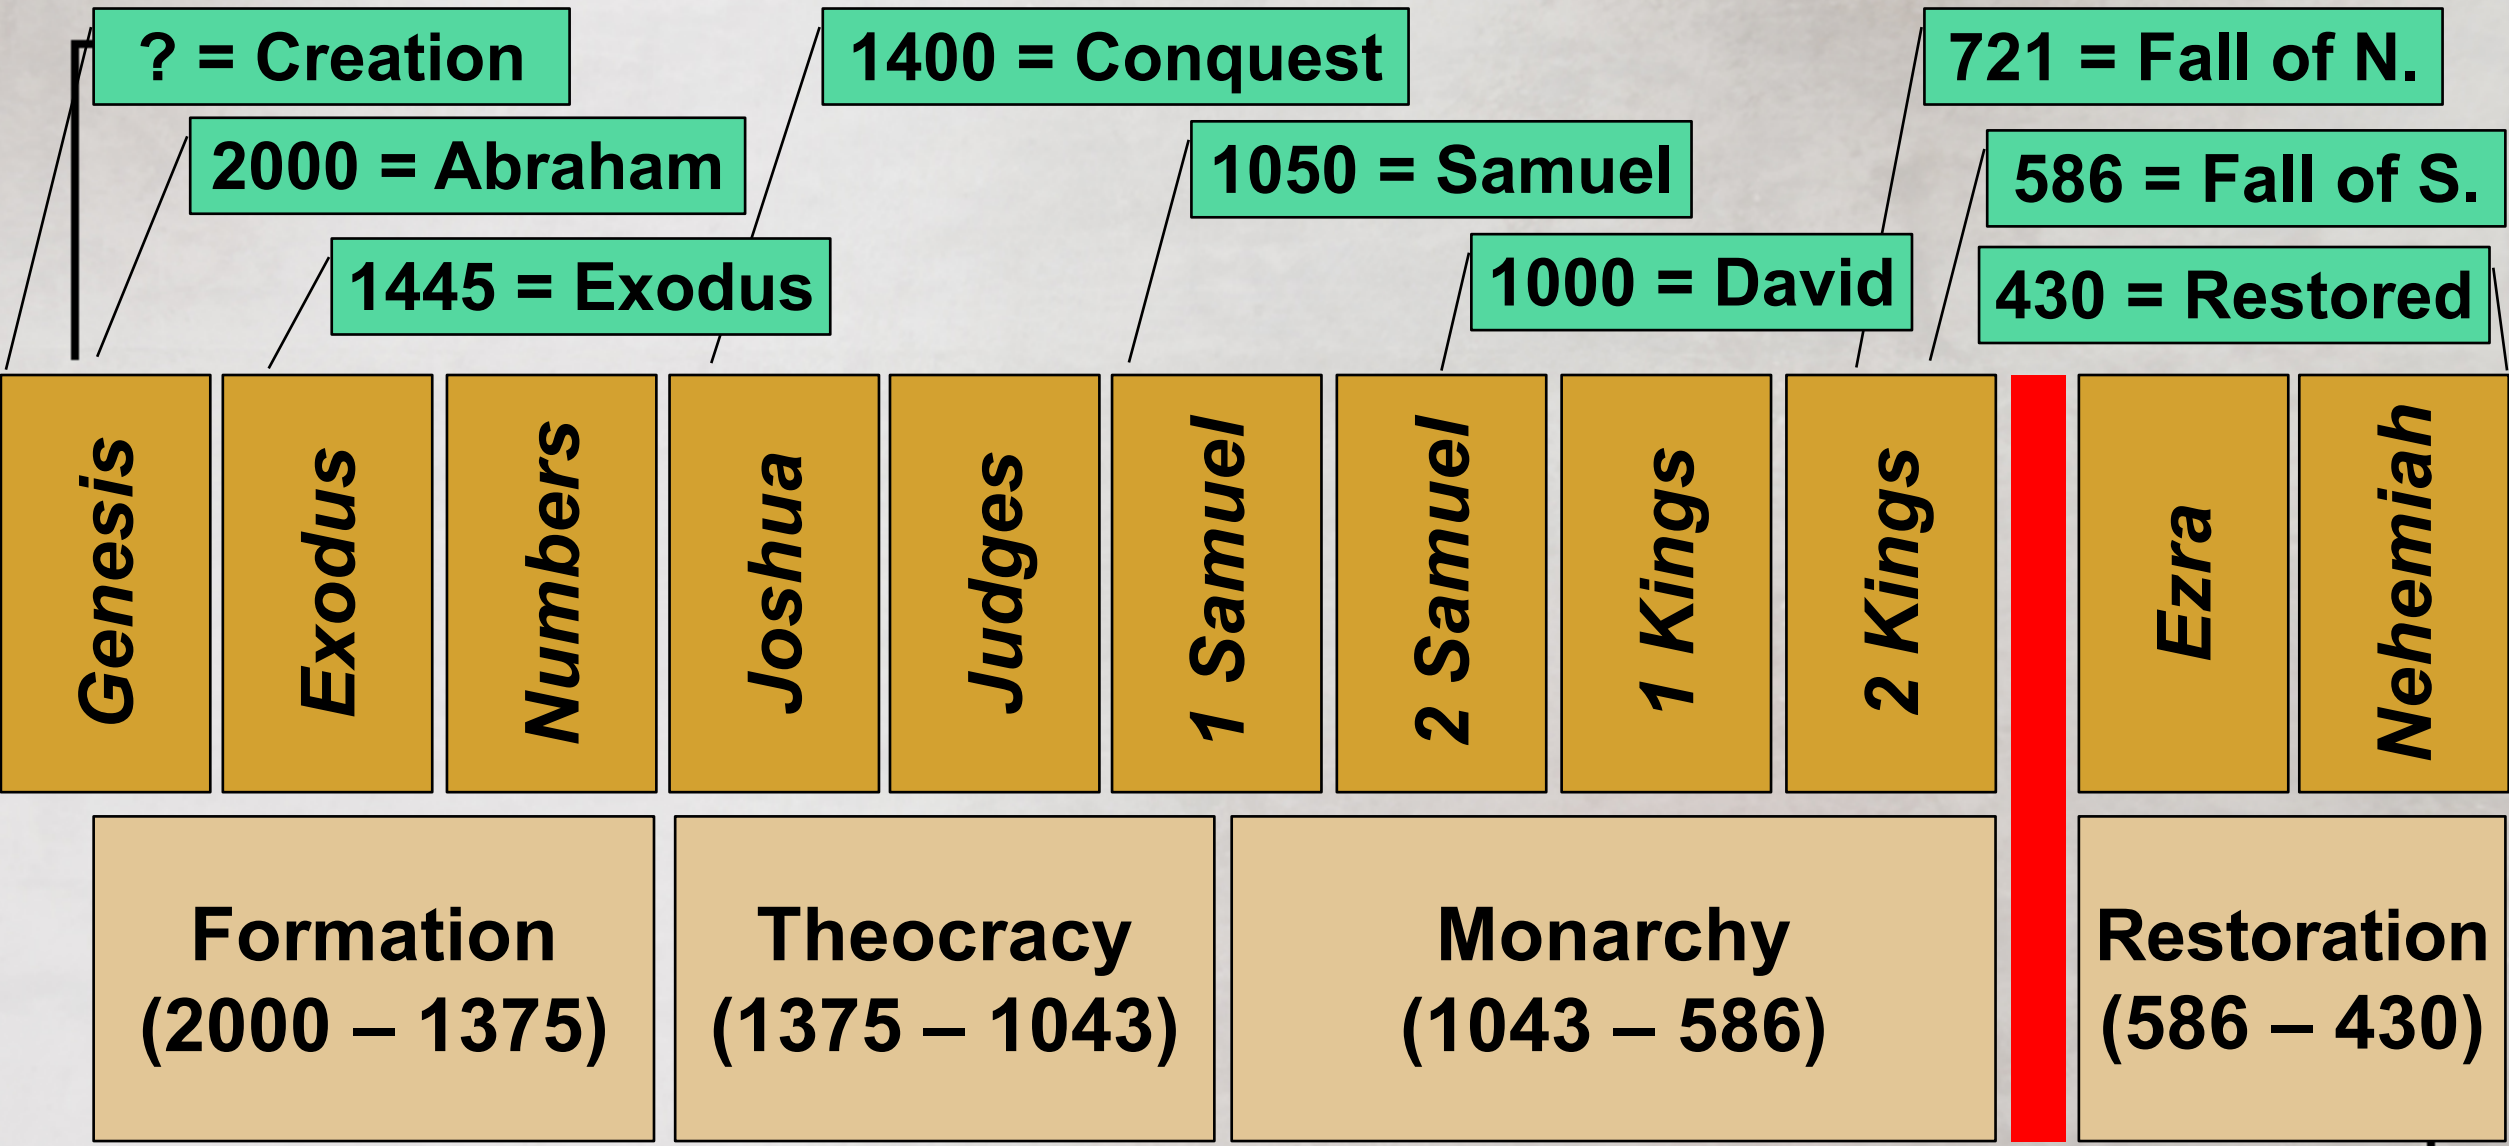 ? = Creation
1400 = Conquest
721 = Fall of N.
2000 = Abraham
1050 = Samuel
586 = Fall of S.
1445 = Exodus
1000 = David
430 = Restored
Genesis
Exodus
Numbers
Joshua
Judges
1 Samuel
2 Samuel
1 Kings
2 Kings
Ezra
Nehemiah
Formation
(2000 – 1375)
Theocracy
(1375 – 1043)
Monarchy
(1043 – 586)
Restoration
(586 – 430)